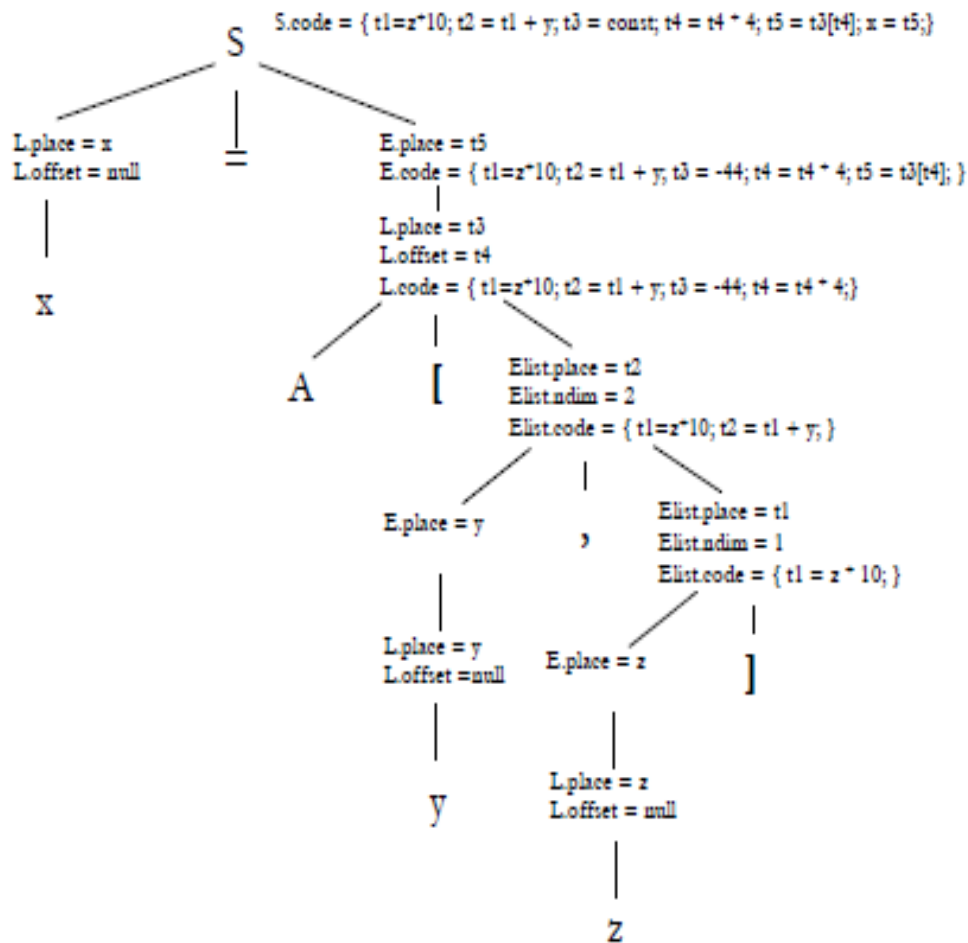 S.code = { t1=z*10; t2 = t1 + y; t3 = const; t4 = t4 * 4; t5 = t3[t4]; x = t5;}
S
L.place = x
L.offset = null
=
E.place = t5
E.code = { t1=z*10; t2 = t1 + y; t3 = -44; t4 = t4 * 4; t5 = t3[t4]; }
L.place = t3
L.offset = t4
L.code = { t1=z*10; t2 = t1 + y; t3 = -44; t4 = t4 * 4;}
x
A
[
Elist.place = t2
Elist.ndim = 2
Elist.code = { t1=z*10; t2 = t1 + y; }
E.place = y
,
Elist.place = t1
Elist.ndim = 1
Elist.code = { t1 = z * 10; }
L.place = y
L.offset =null
E.place = z
]
y
L.place = z
L.offset = null
z